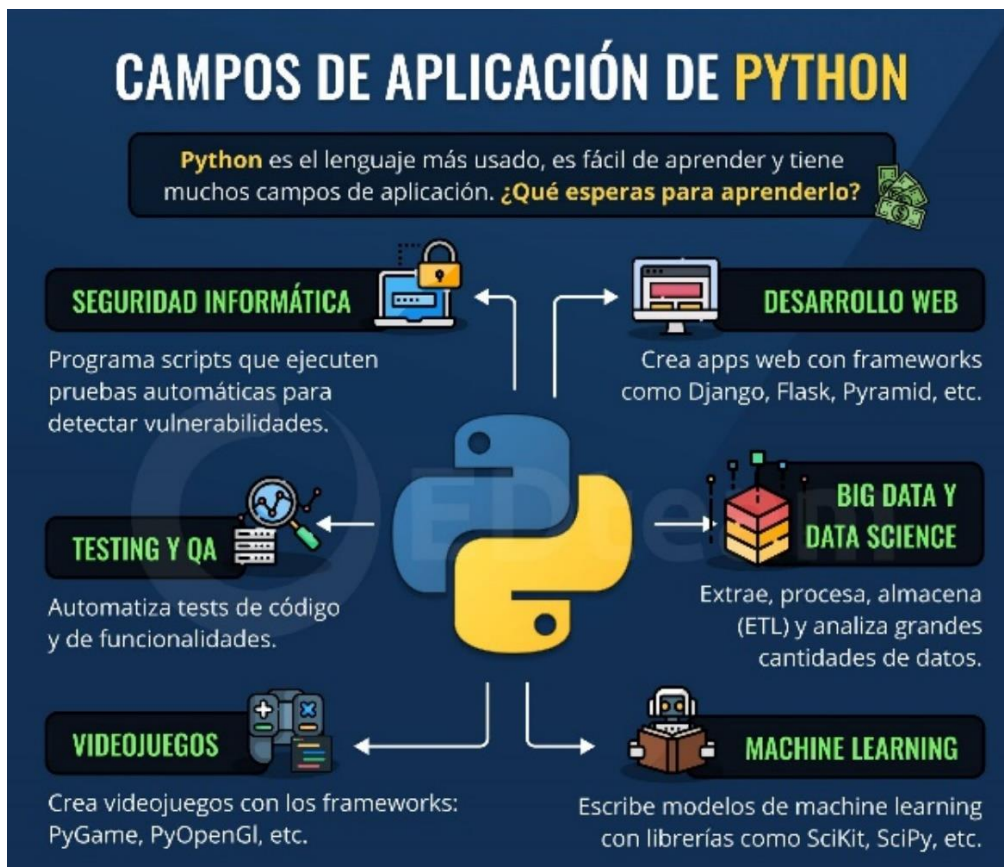 CAMPOS DE APLICACIÓN DE PYTHON
Python es el lenguaje más usado, es fácil de aprender y tiene
muchos campos de aplicación. ¿Qué esperas para aprenderlo?
SEGURIDAD INFORMÁTICA
Programa scripts que ejecuten
pruebas automáticas para
detectar vulnerabilidades.
DESARROLLO WEB
Crea apps web con frameworks
como Django, Flask, Pyramid, etc.
TESTING Y QA
Automatiza tests de código
y de funcionalidades.
BIG DATA Y
DATA SCIENCE
Extrae, procesa, almacena
(ETL) y analiza grandes
cantidades de datos.
VIDEOJUEGOS
Crea videojuegos con los frameworks:
PyGame, PyOpenGl, etc.
MACHINE LEARNING
Escribe modelos de machine learning
con librerías como SciKit, SciPy, etc.
EDteam